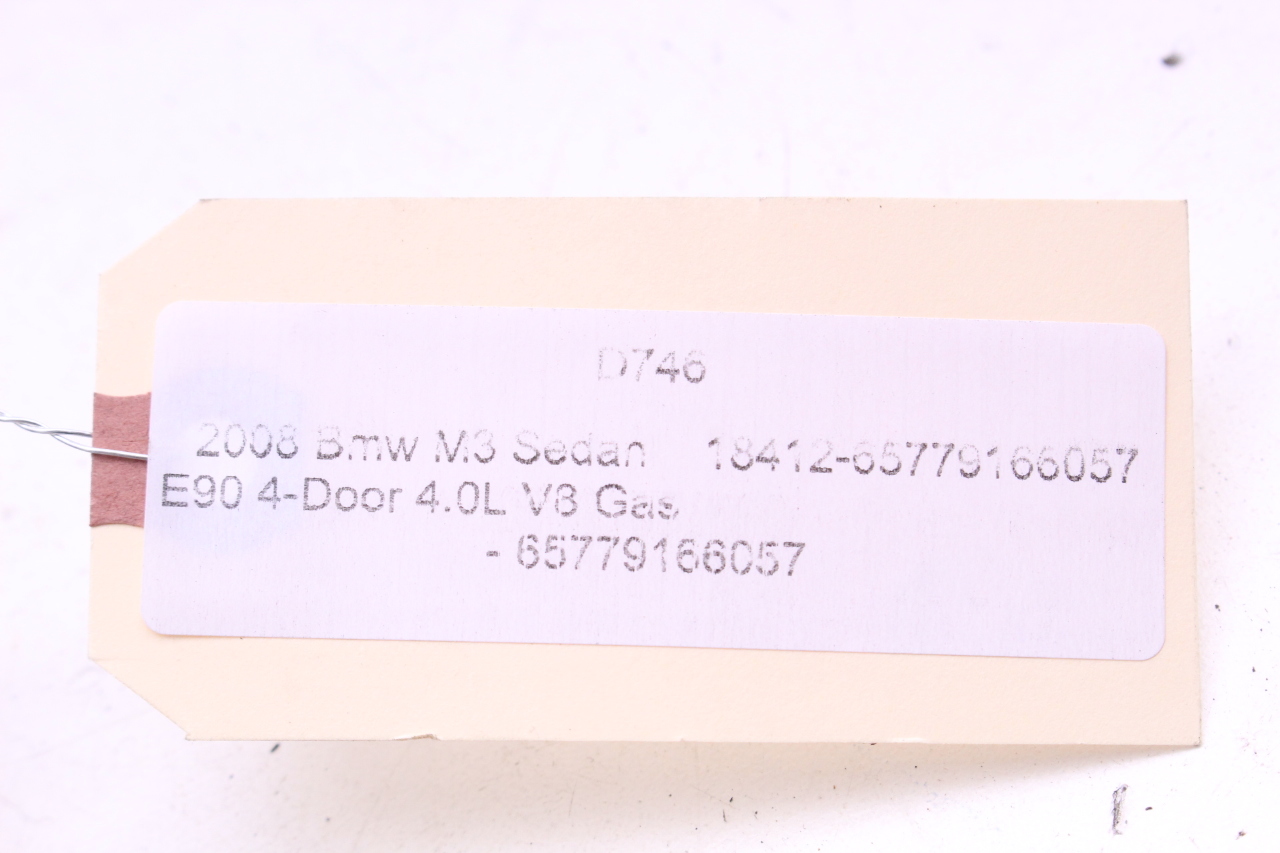 D746
2008 Bmw M3 Sedan 18412-65779166057
E90 4-Door 4.0L V8 Gas
- 65779166057